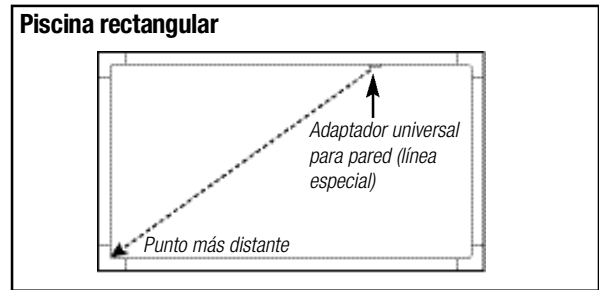 Piscina rectangular
Adaptador universal
para pared (línea
especial)
Punto más distante